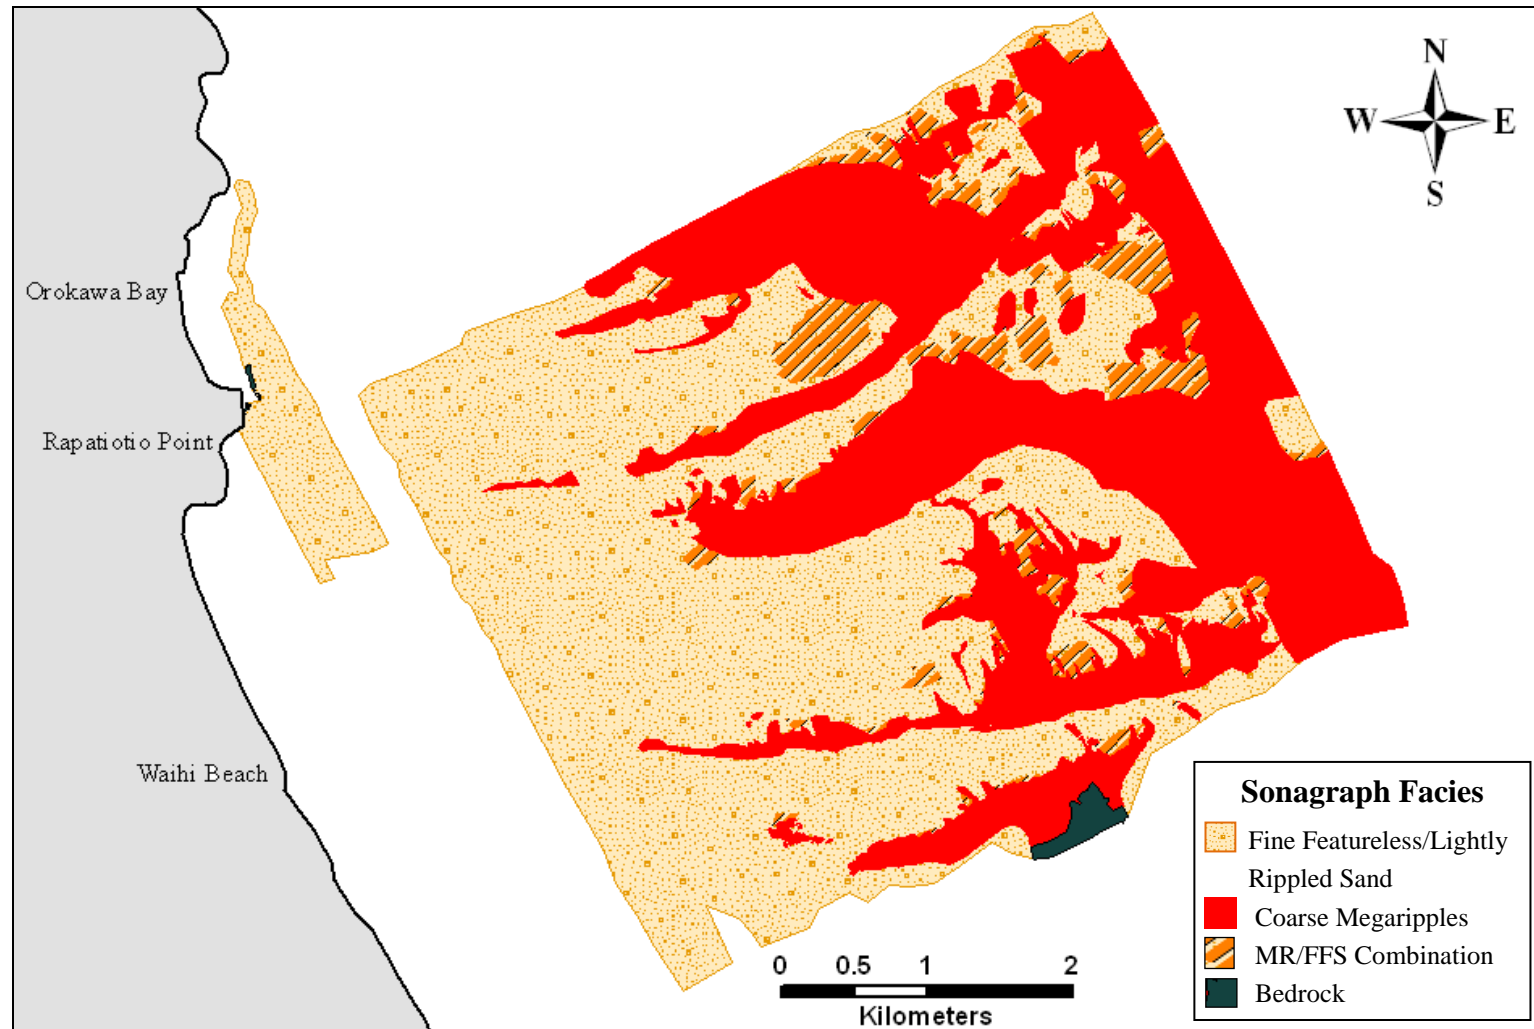 N
W E
S
Orokawa Bay
Rapatiotio Point
Waihi Beach
Sonagraph Facies
Fine Featureless/Lightly
Rippled Sand
Coarse Megaripples
MR/FFS Combination
Bedrock
0 0.5 1 2
Kilometers